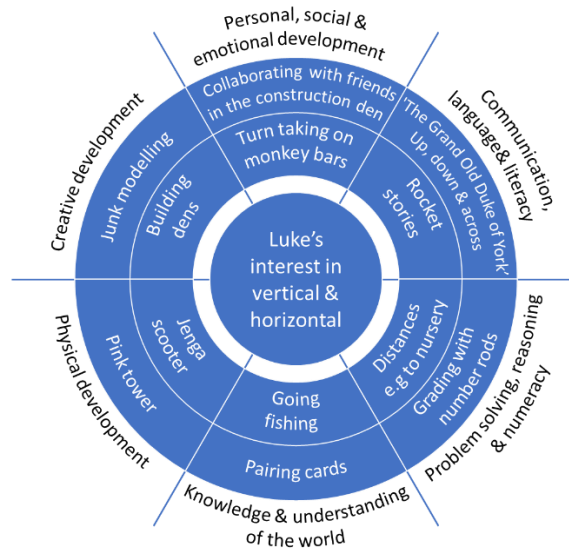 Personal, social &
emotional development
Collaborating with friends
in the construction den
Turn taking on
monkey bars
Communication,
language& literacy
The Grand Old Duke of York'
Up, down & across
Rocket
stories
Problem solving, reasoning
& numeracy
Grading with
number rods
Distances
e.g to nursery
Knowledge & understanding
of the world
Pairing cards
Going
fishing
Physical development
Pink tower
Jenga
scooter
Creative development
Junk modelling
Building
dens
Luke's
interest in
vertical &
horizontal